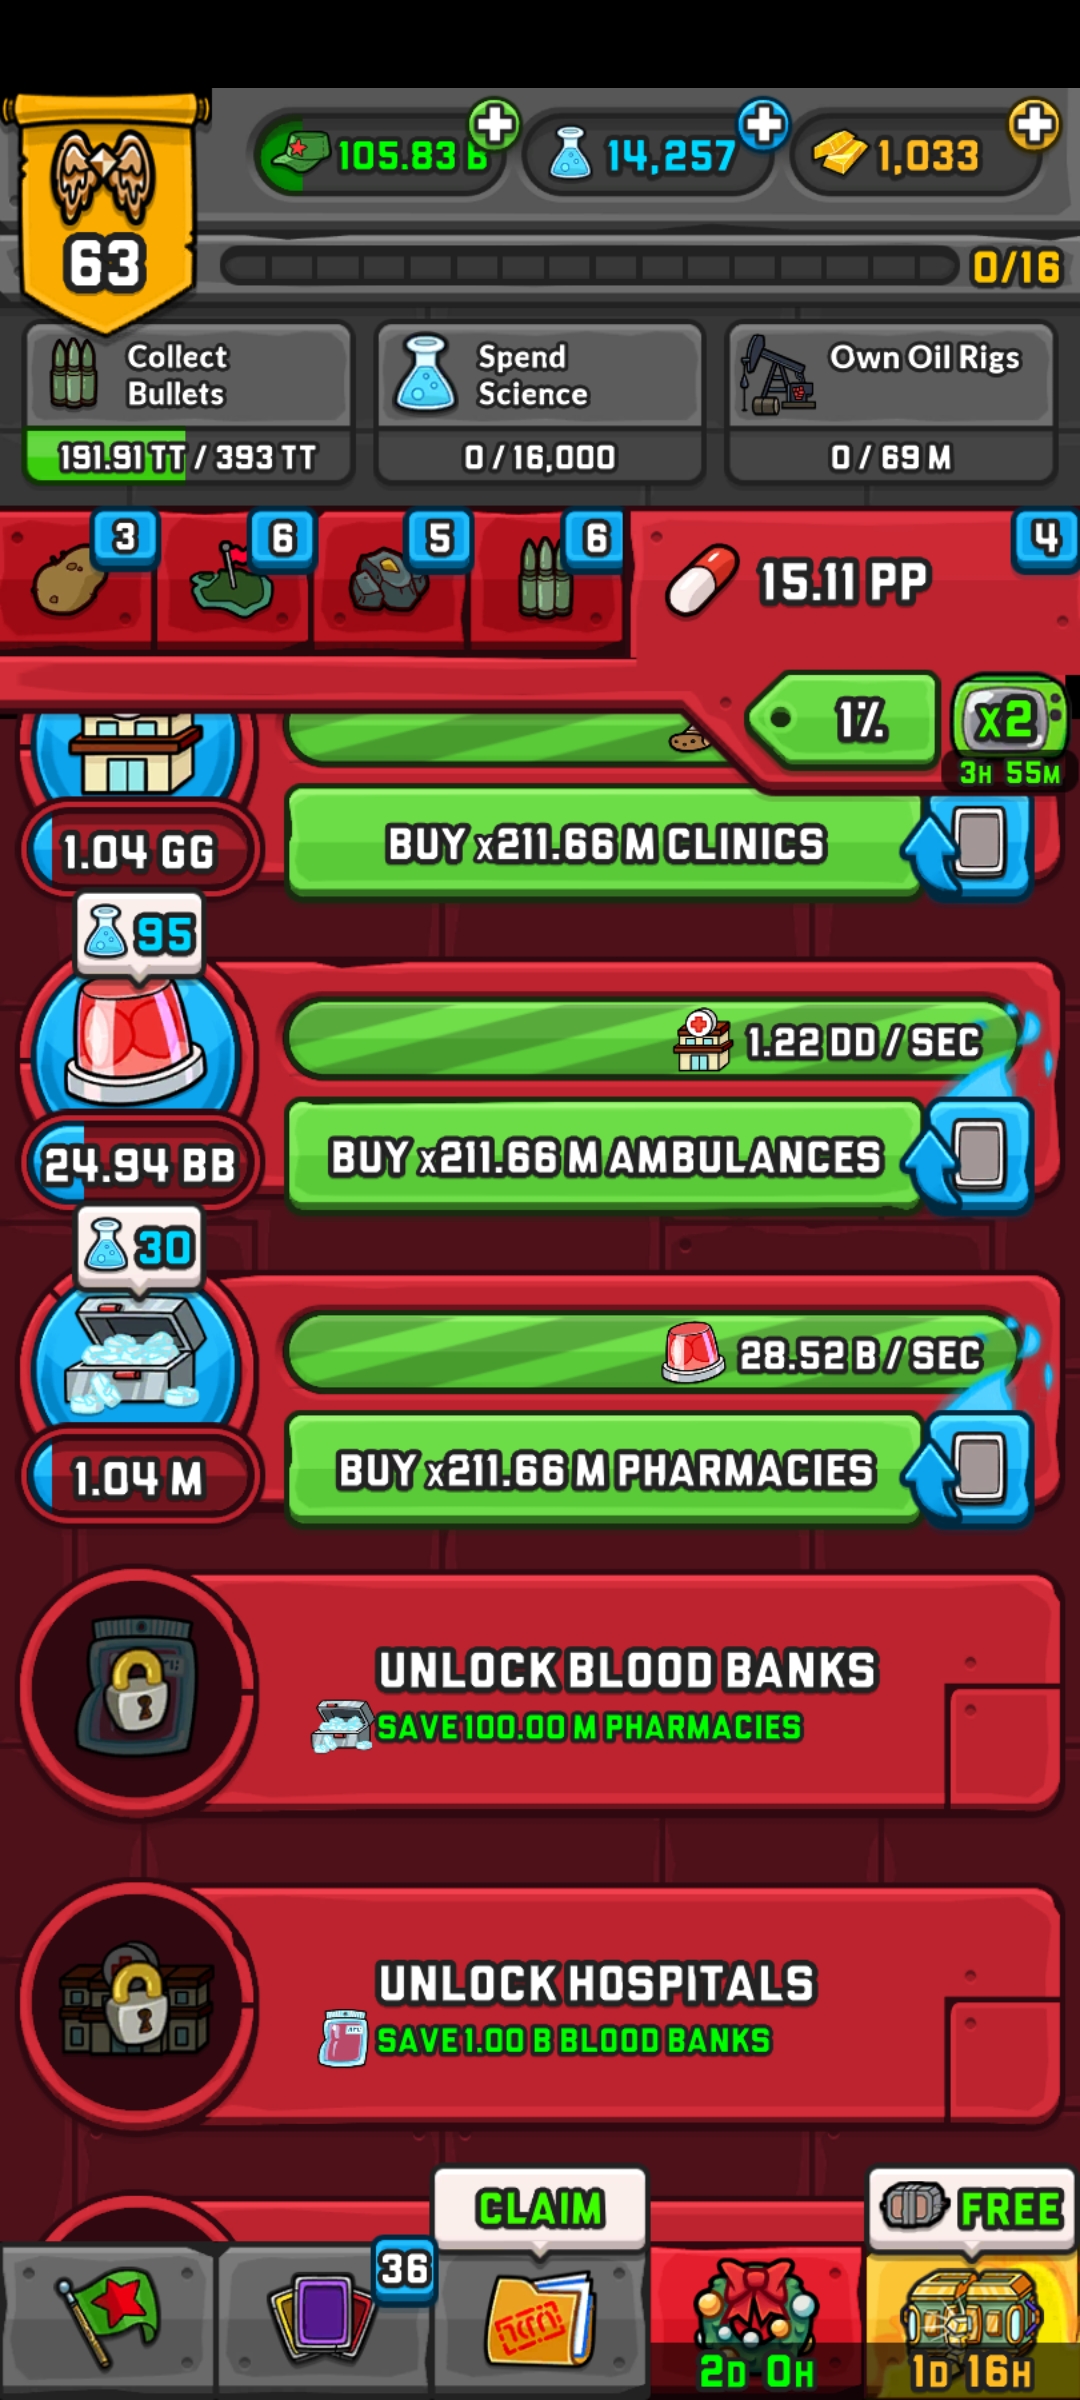 105.83 B
14,257
1,033
63
0/16
Collect
Bullets
191.91 TT / 393 TT
Spend
Science
0 / 16,000
Own Oil Rigs
0 / 69 M
3
6
5
6
15.11 PP
4
1%
x2
3H 55M
1.04 GG
BUY x211.66 M CLINICS
95
1.22 DD / SEC
24.94 BB
BUY x211.66 M AMBULANCES
30
28.52 B / SEC
1.04 M
BUY x211.66 M PHARMACIES
UNLOCK BLOOD BANKS
SAVE 100.00 M PHARMACIES
UNLOCK HOSPITALS
SAVE 1.00 B BLOOD BANKS
CLAIM
FREE
36
2D 0H
1D 16H